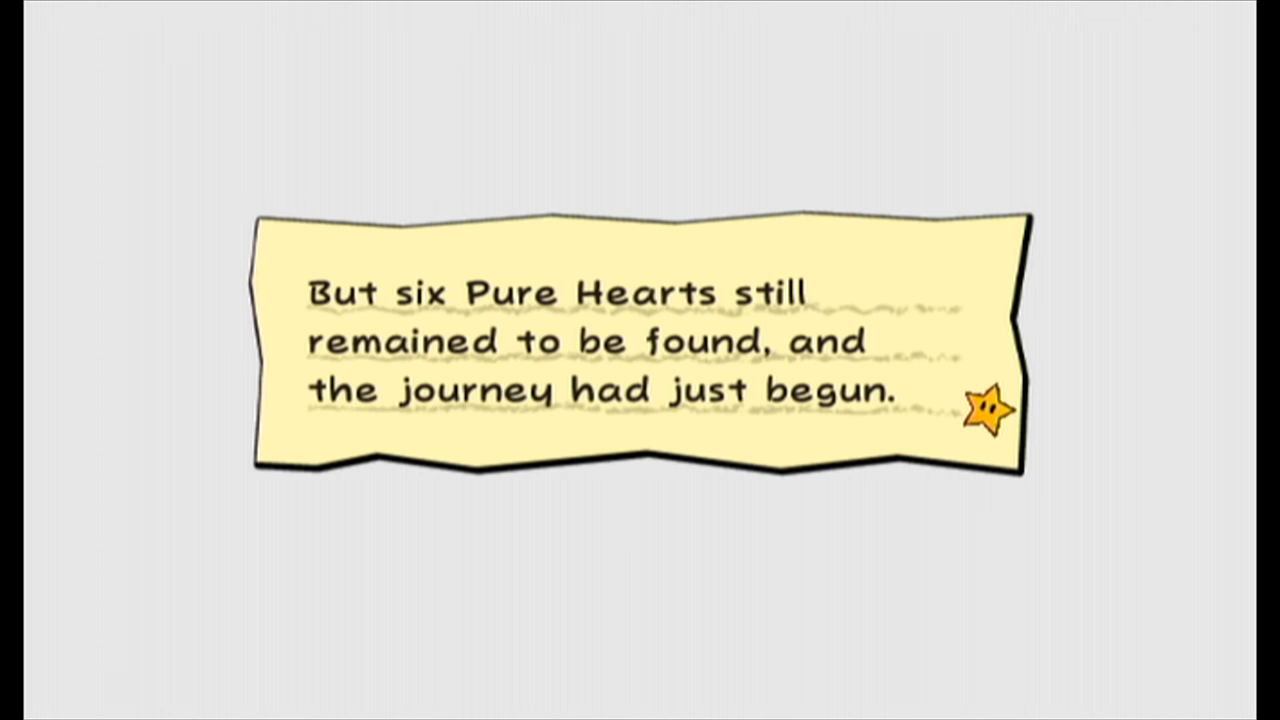 But six Pure Hearts still
remained to be found, and
the journey had just begun.